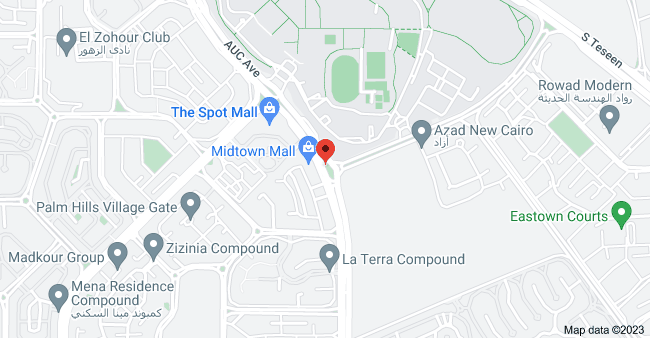 El Zohour Club
نادى الزهور
AUC Ave
S Teseen
Rowad Modern
رواد الهندسة الحديثة
The Spot Mall
Azad New Cairo
أزاد
Midtown Mall
Palm Hills Village Gate
Eastown Courts
Zizinia Compound
Madkour Group
La Terra Compound
Mena Residence
Compound
كمبوند مينا السكني
Map data ©2023